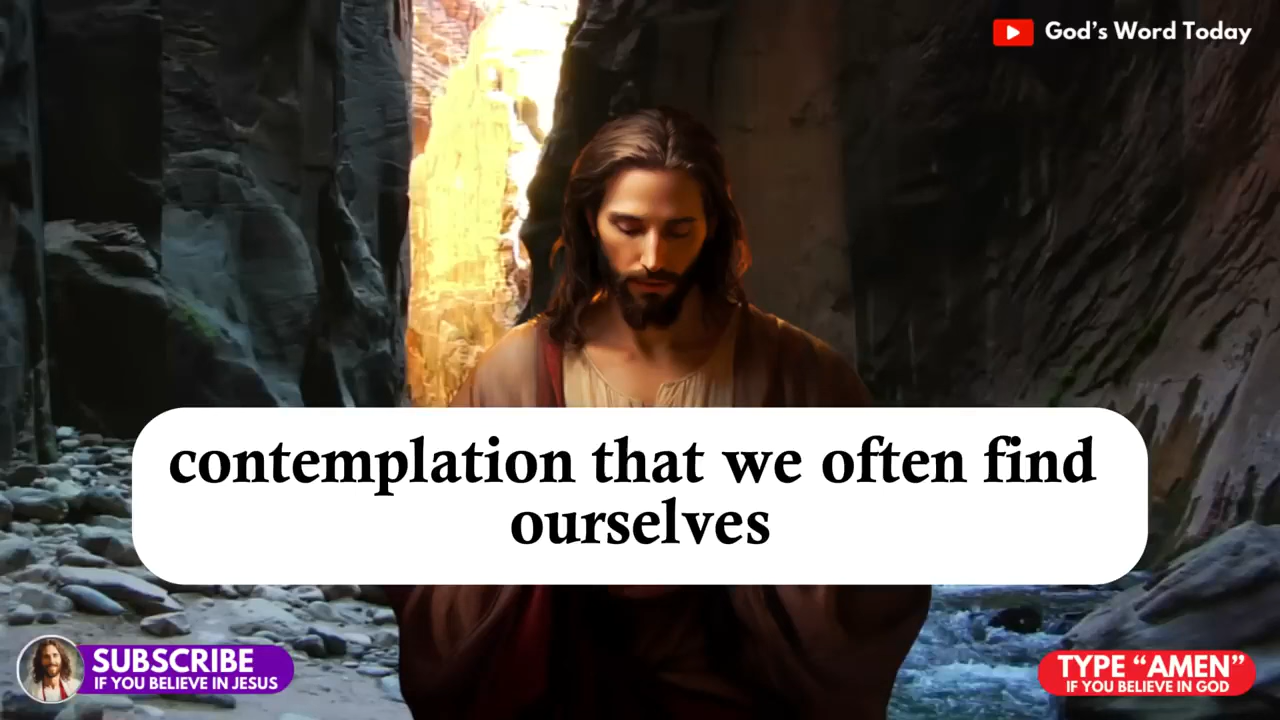 God's Word Today
contemplation that we often find
ourselves
SUBSCRIBE
IF YOU BELIEVE IN JESUS
TYPE “AMEN”
IF YOU BELIEVE IN GOD